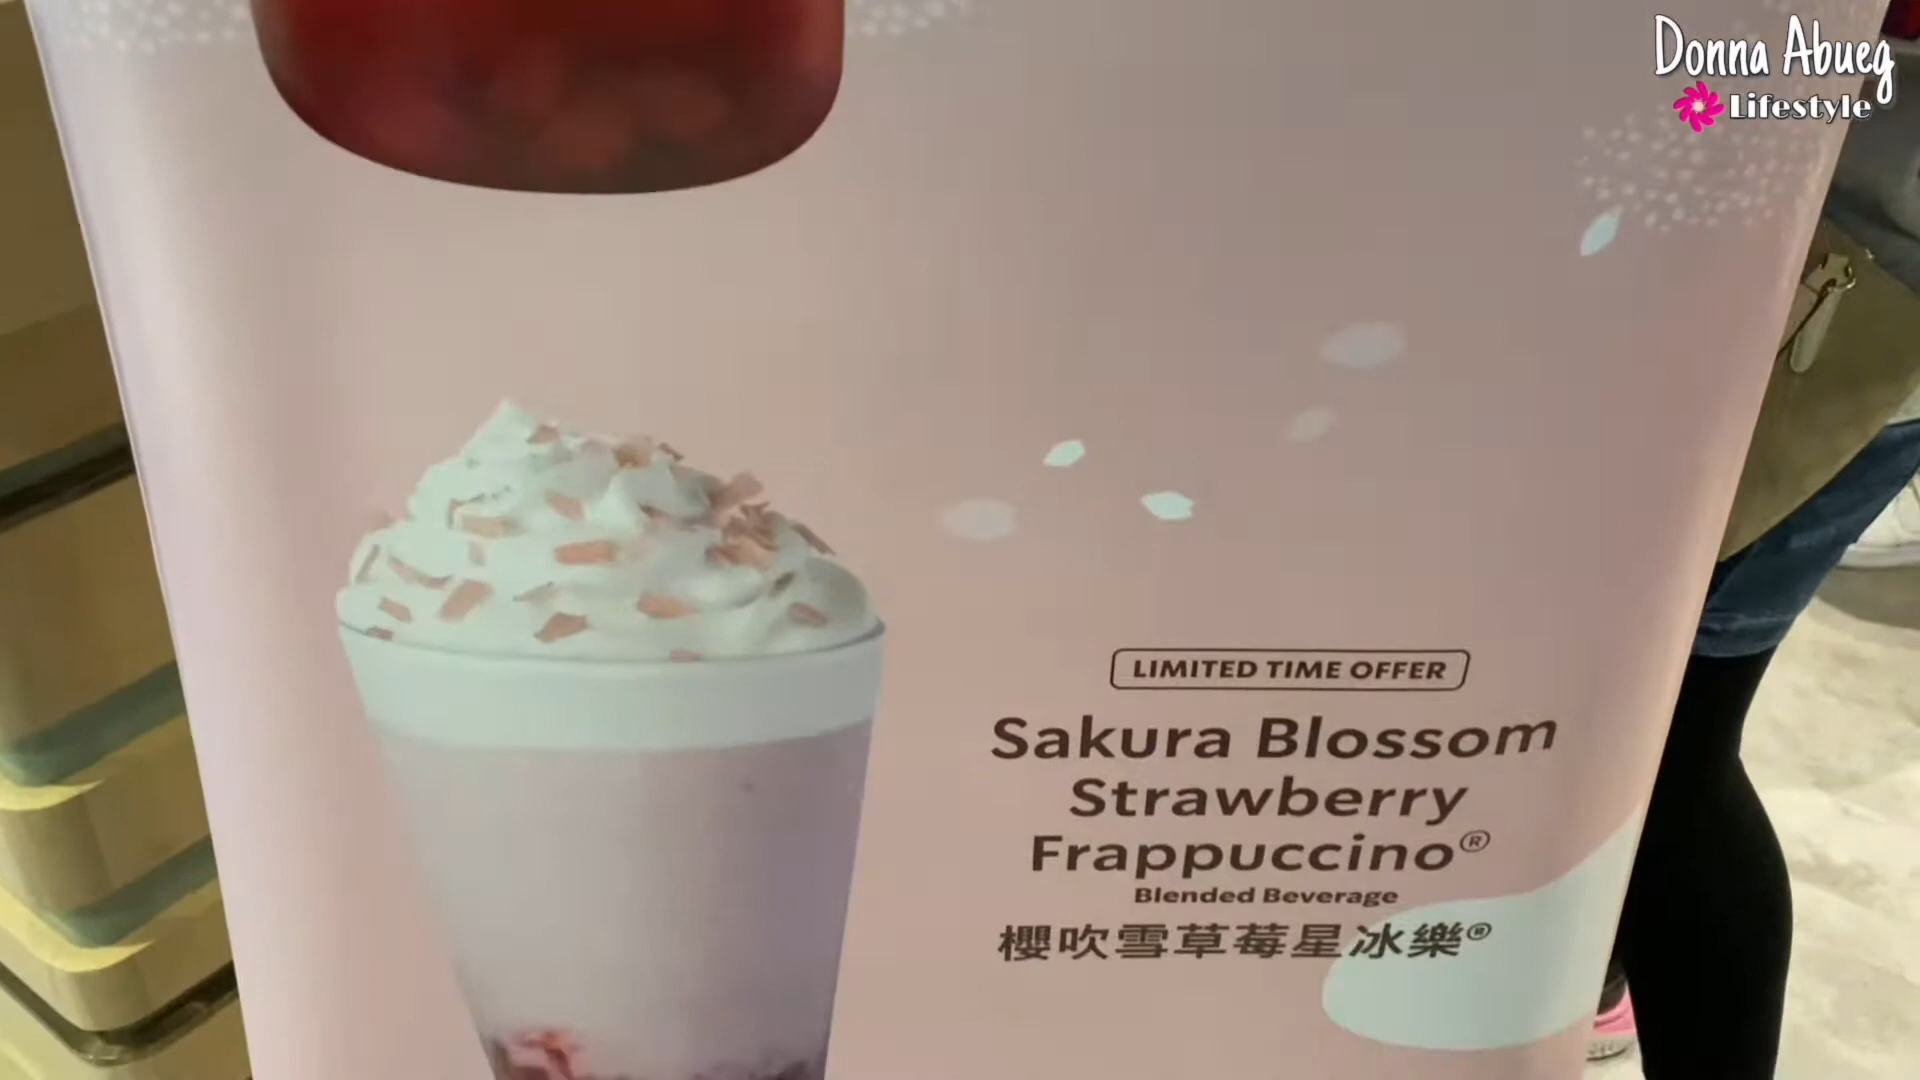 Donna Abueg
Lifestyle
LIMITED TIME OFFER
Sakura Blossom
Strawberry
Frappuccino®
Blended Beverage
櫻吹雪草莓星冰樂®